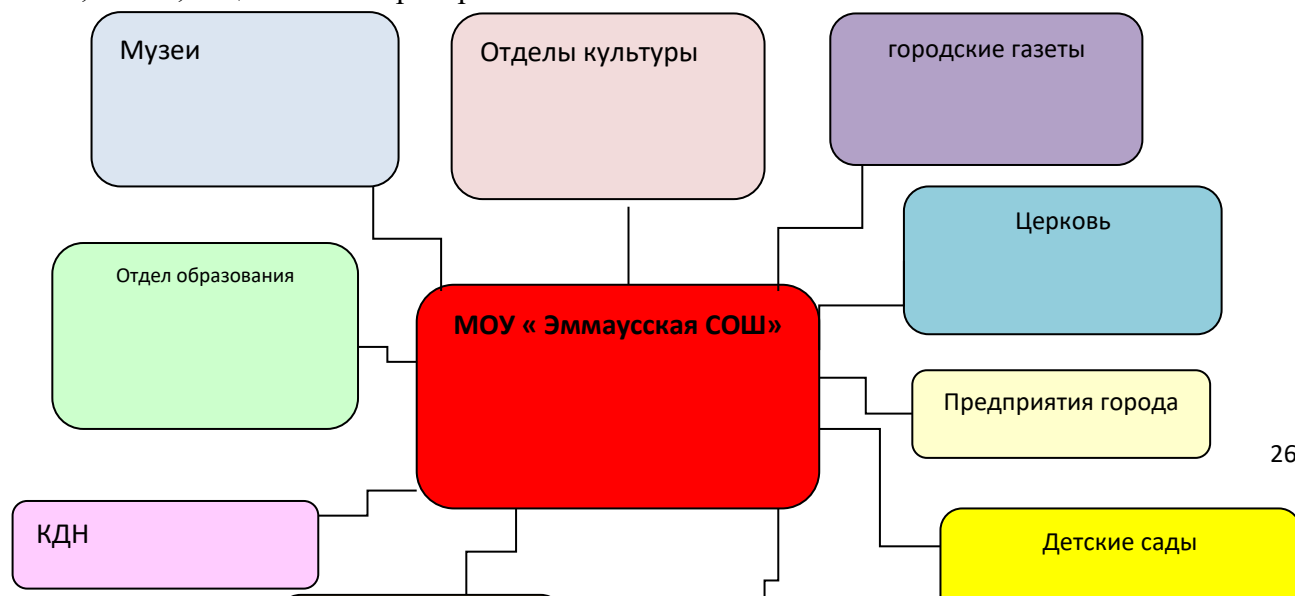 Музеи
Отделы культуры
городские газеты
Церковь
Отдел образования
МОУ « Эммаусская СОШ»
Предприятия города
26
КДН
Детские сады